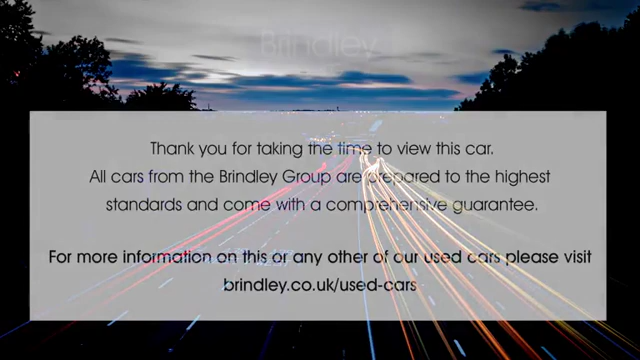 Brindley
Thank you for taking the time to view this car.
All cars from the Brindley Group are prepared to the highest
standards and come with a comprehensive guarantee.
For more information on this or any other of our used cars please visit
brindley.co.uk/used-cars